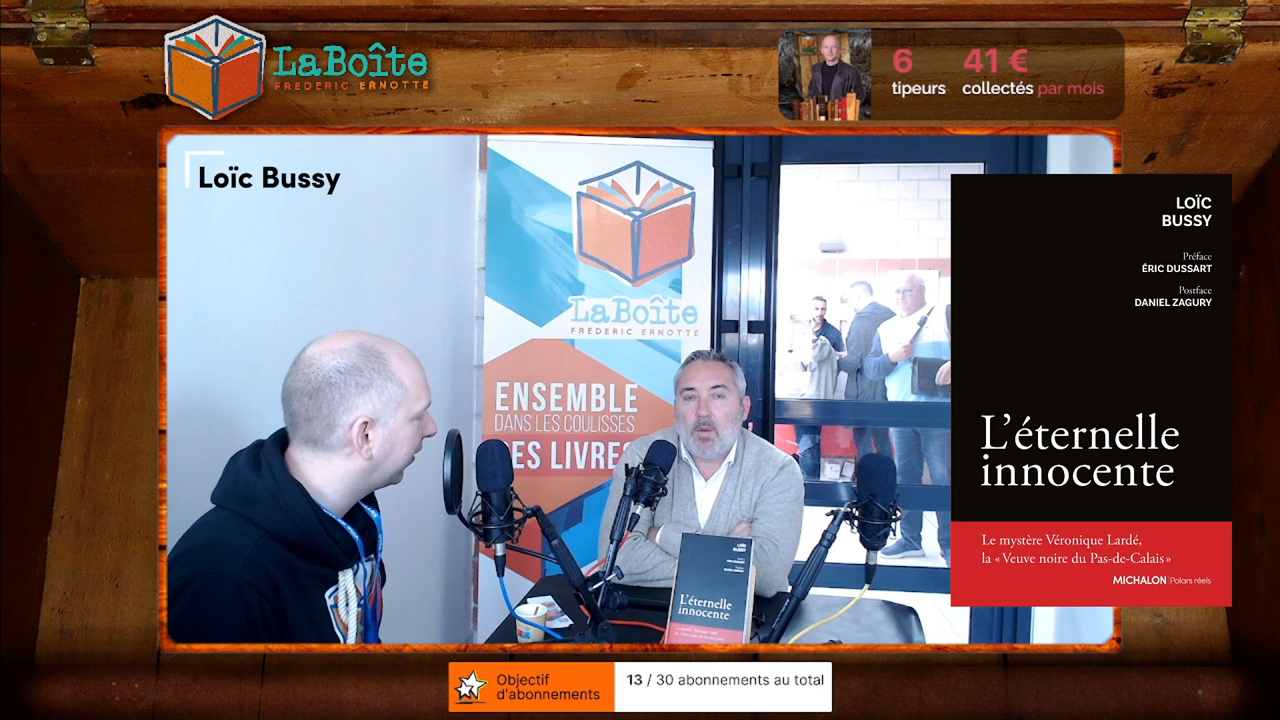 LaBoîte
FREDERIC ERNOTTE
6
tipeurs
41 €
collectés par mois
Loïc Bussy
LaBoîte
FREDERIC ERNOTTE
ENSEMBLE
DANS LES COULISSES
DES LIVRES
L'éternelle
innocente
LOÏC
BUSSY
Préface
ÉRIC DUSSART
Postface
DANIEL ZAGURY
L'éternelle
innocente
Le mystère Véronique Lardé,
la « Veuve noire du Pas-de-Calais »
MICHALON | Polars réels
Objectif
d'abonnements
13 / 30 abonnements au total